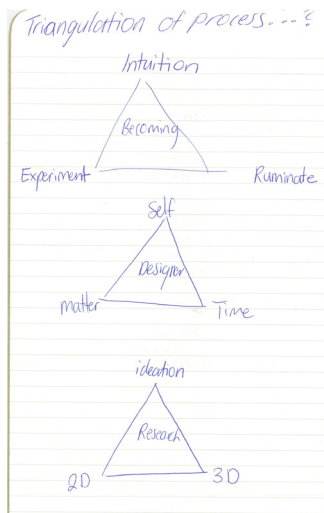 Triangulation of process....?
Intuition
Becoming
Experiment Ruminate
Self
Designer
matter Time
ideation
Research
2D 3D